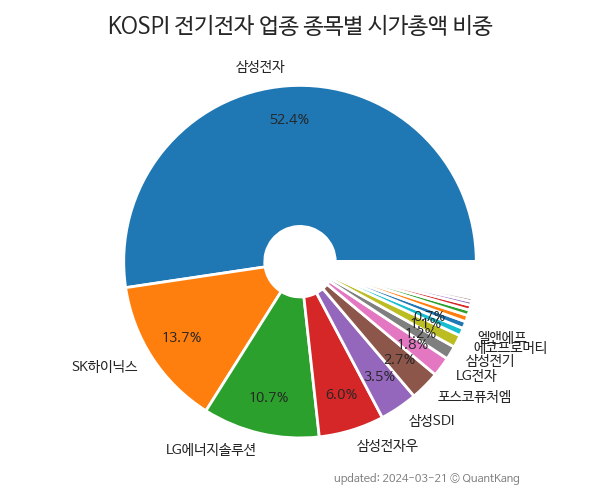 KOSPI 전기전자 업종 종목별 시가총액 비중
삼성전자
52.4%
SK하이닉스
13.7%
LG에너지솔루션
10.7%
삼성전자우
6.0%
삼성SDI
3.5%
포스코퓨처엠
2.7%
LG전자
1.8%
삼성전기
1.2%
에코프로머티
1.1%
엘앤에프
0.7%
updated: 2024-03-21 © QuantKang